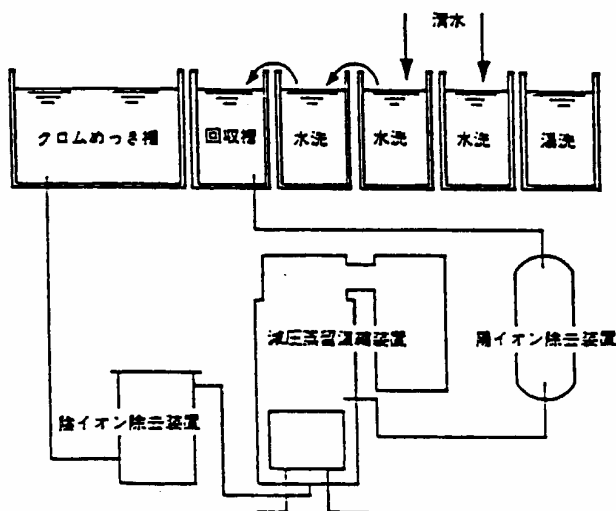 清水
クロムめっき槽
回収槽
水洗
水洗
水洗
湯洗
減圧蒸留濃縮装置
陽イオン除去装置
陰イオン除去装置